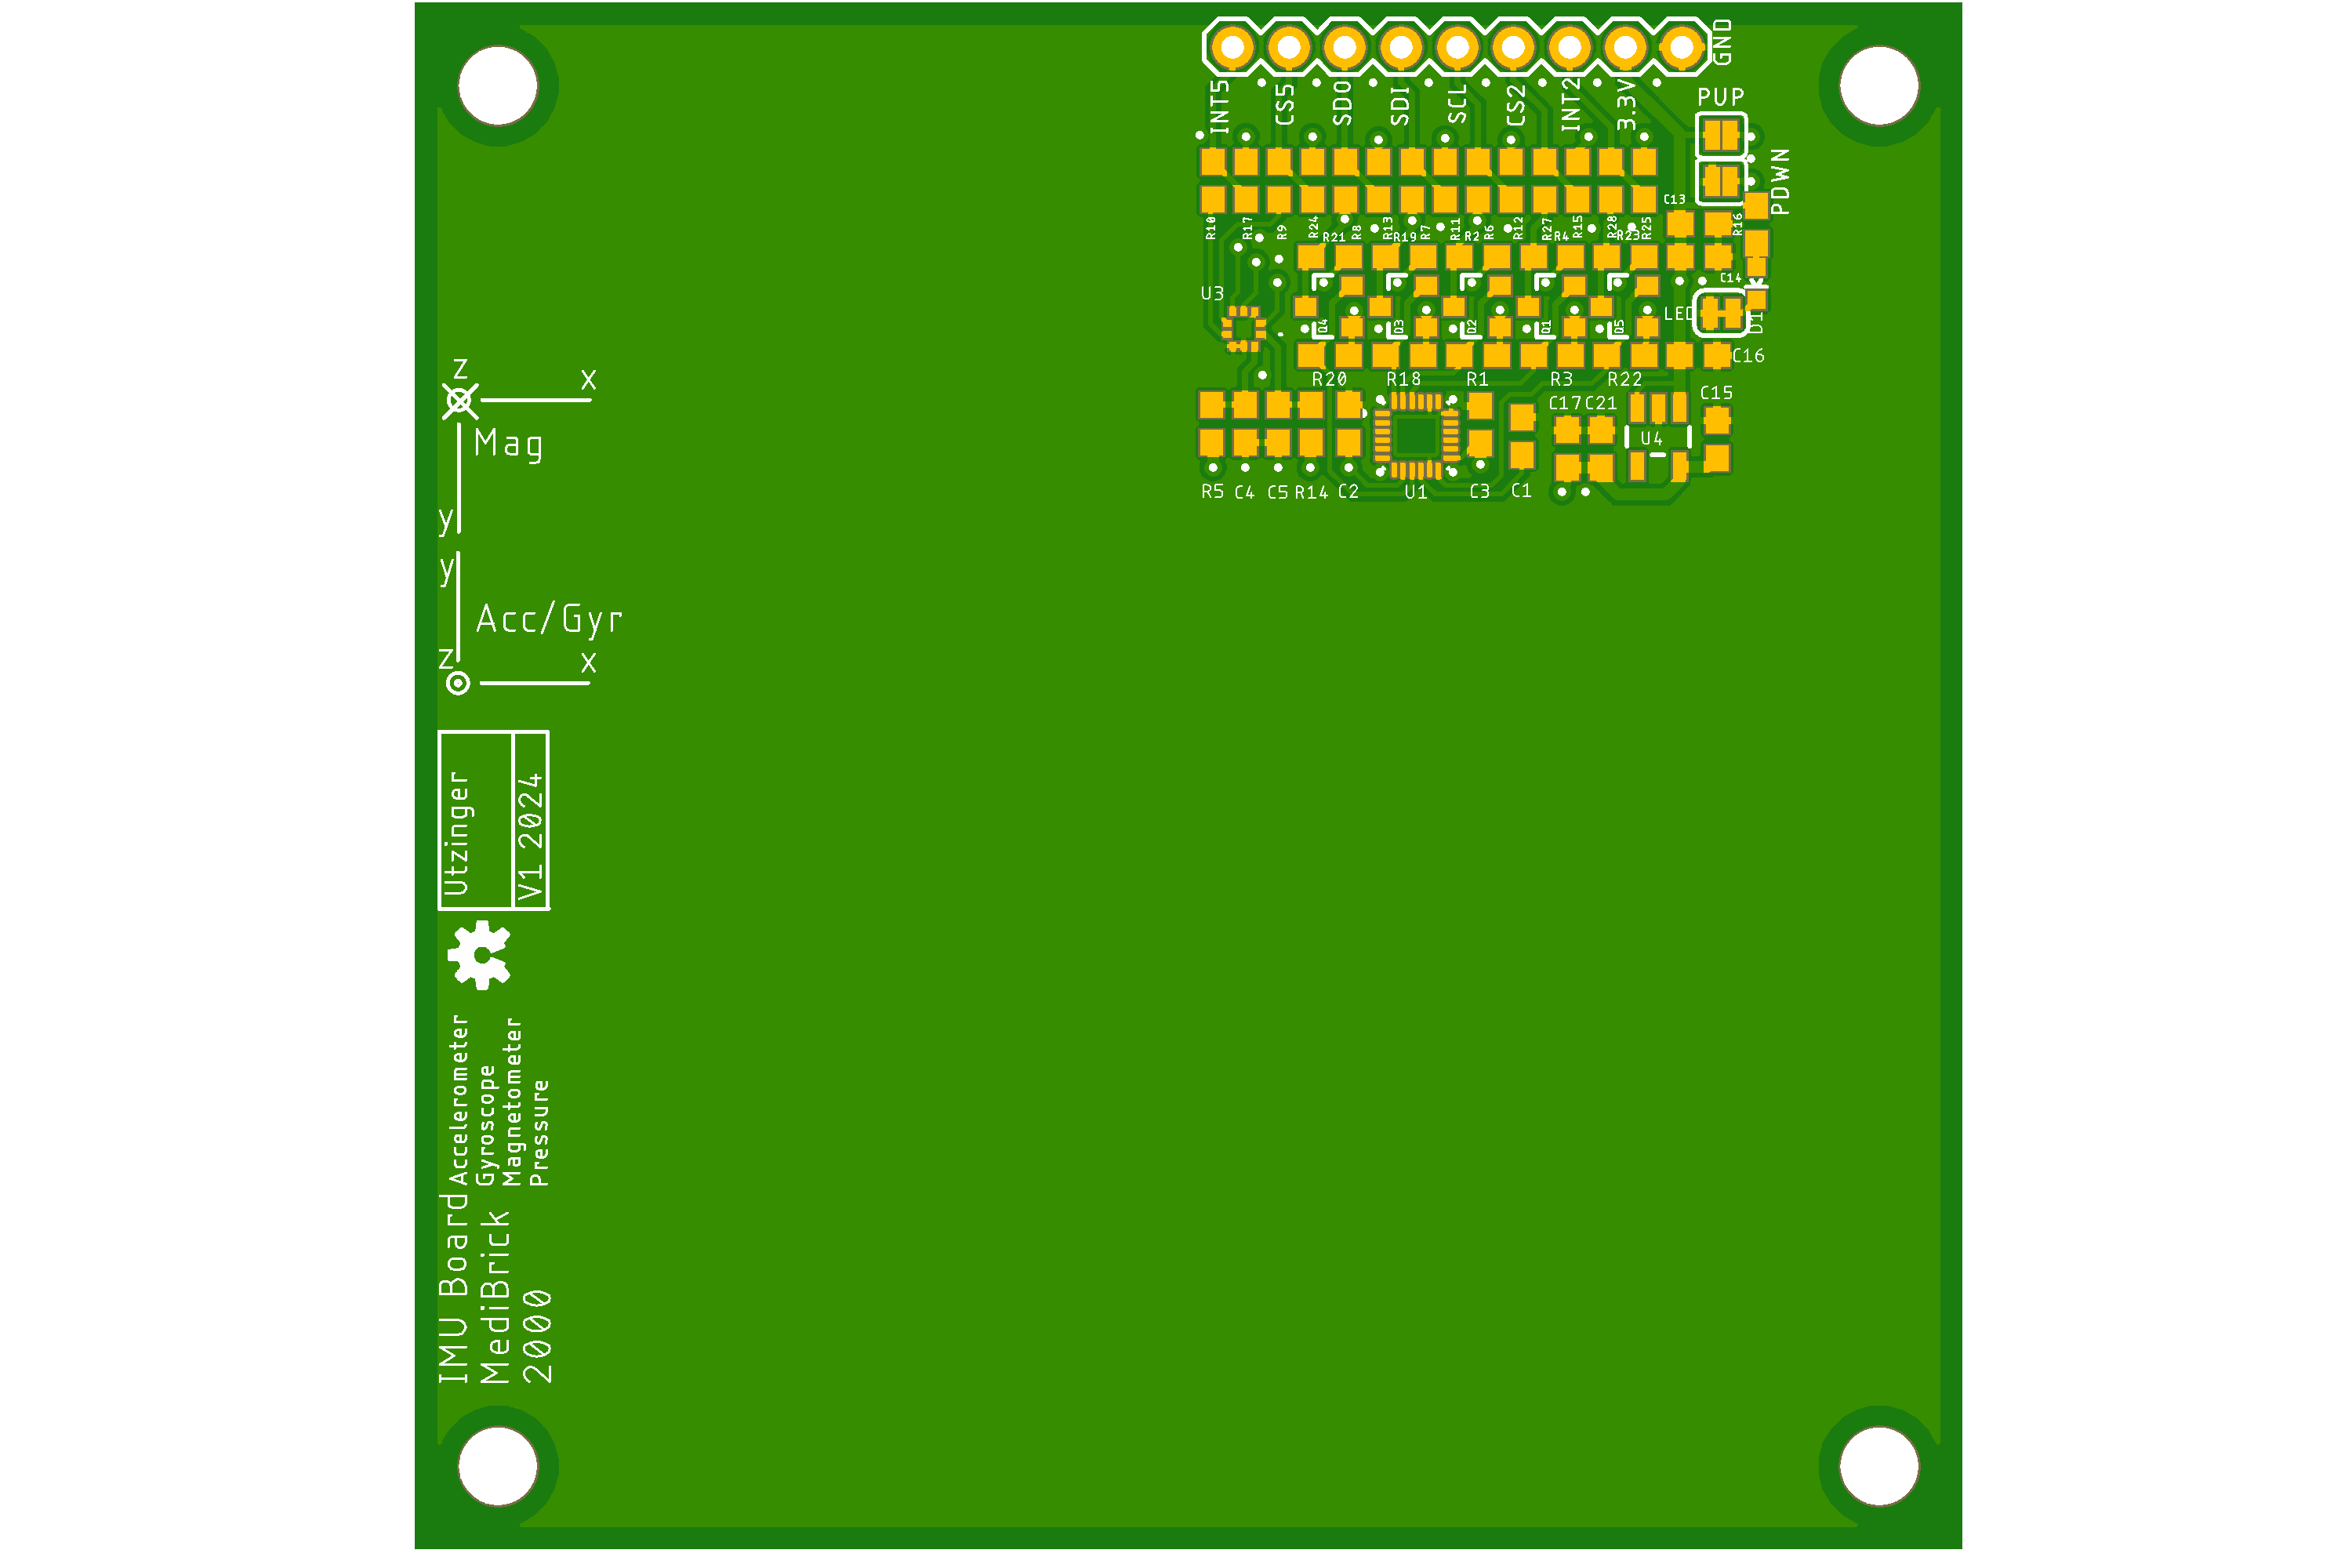 GND
INT5
CS5
SDO
SDI
SCL
CS2
INT2
3.3V
PUP
PDWN
C13
R16
R10
R17
R9
R24
R8
R13
R7
R11
R6
R12
R27
R15
R28
R25
R21
R19
R2
R4
R23
C14
U3
LED
D1
Q4
Q3
Q2
Q1
Q5
C16
R20
R18
R1
R3
R22
C17
C21
C15
U4
R5
C4
C5
R14
C2
U1
C3
C1
z
x
Mag
y
y
Acc/Gyr
z
x
Utzinger
V1 2024
Accelerometer
Gyroscope
Magnetometer
Pressure
IMU Board
MediBrick
2000